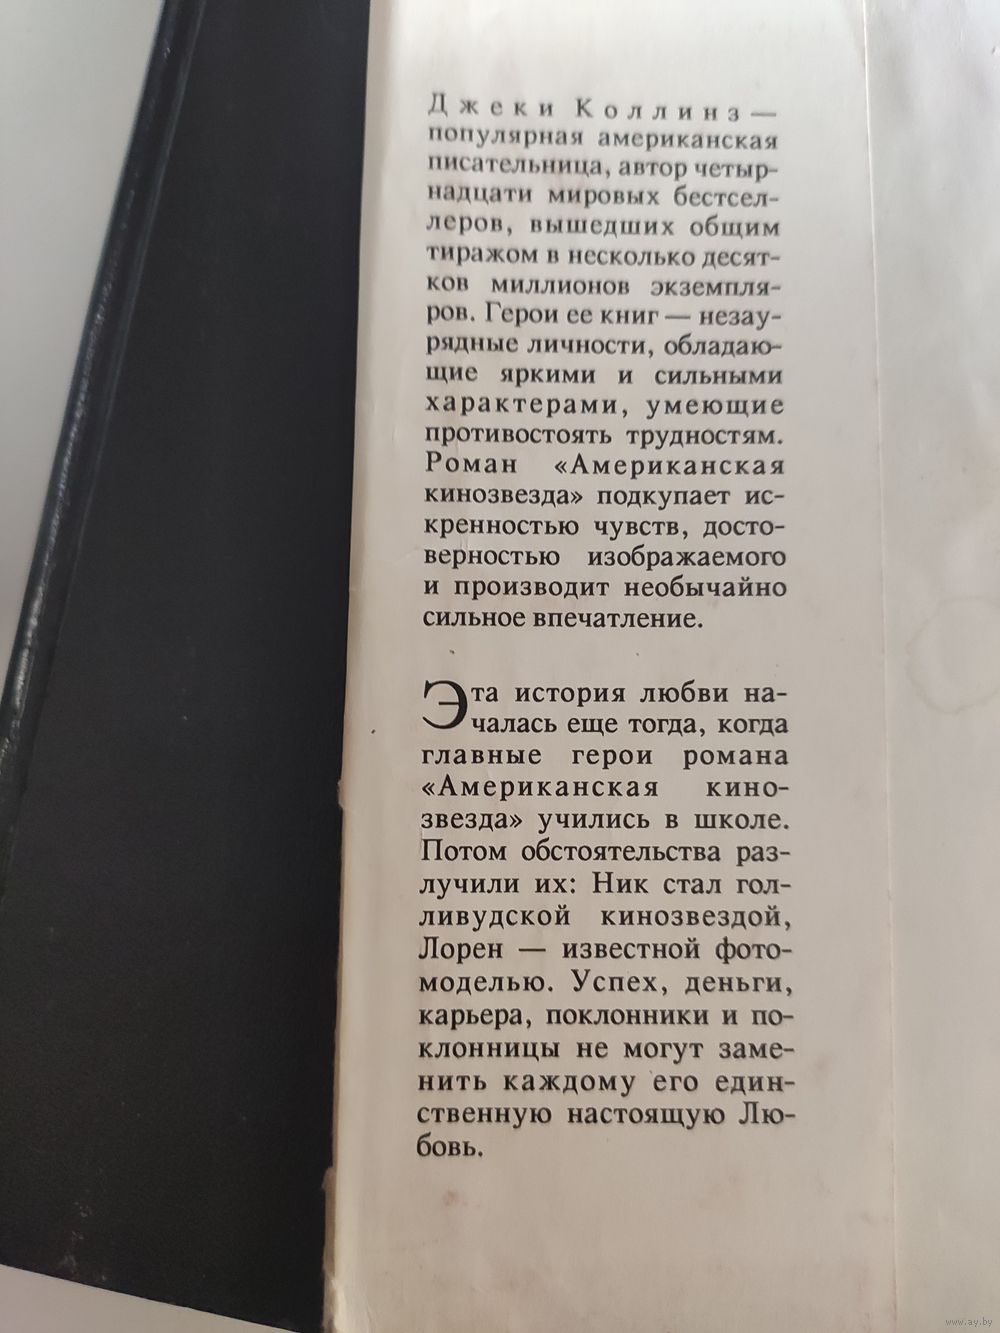 Джеки Коллинз —
популярная американская
писательница, автор четыр-
надцати мировых бестсел-
леров, вышедших общим
тиражом в несколько десят-
ков миллионов экземпля-
ров. Герои ее книг — незау-
рядные личности, обладаю-
щие яркими и сильными
характерами, умеющие
противостоять трудностям.
Роман «Американская
кинозвезда» подкупает ис-
кренностью чувств, досто-
верностью изображаемого
и производит необычайно
сильное впечатление.
Эта история любви на-
чалась еще тогда, когда
главные герои романа
«Американская кино-
звезда» учились в школе.
Потом обстоятельства раз-
лучили их: Ник стал гол-
ливудской кинозвездой,
Лорен — известной фото-
моделью. Успех, деньги,
карьера, поклонники и по-
клонницы не могут заме-
нить каждому его един-
ственную настоящую Лю-
бовь.
www.ay.by